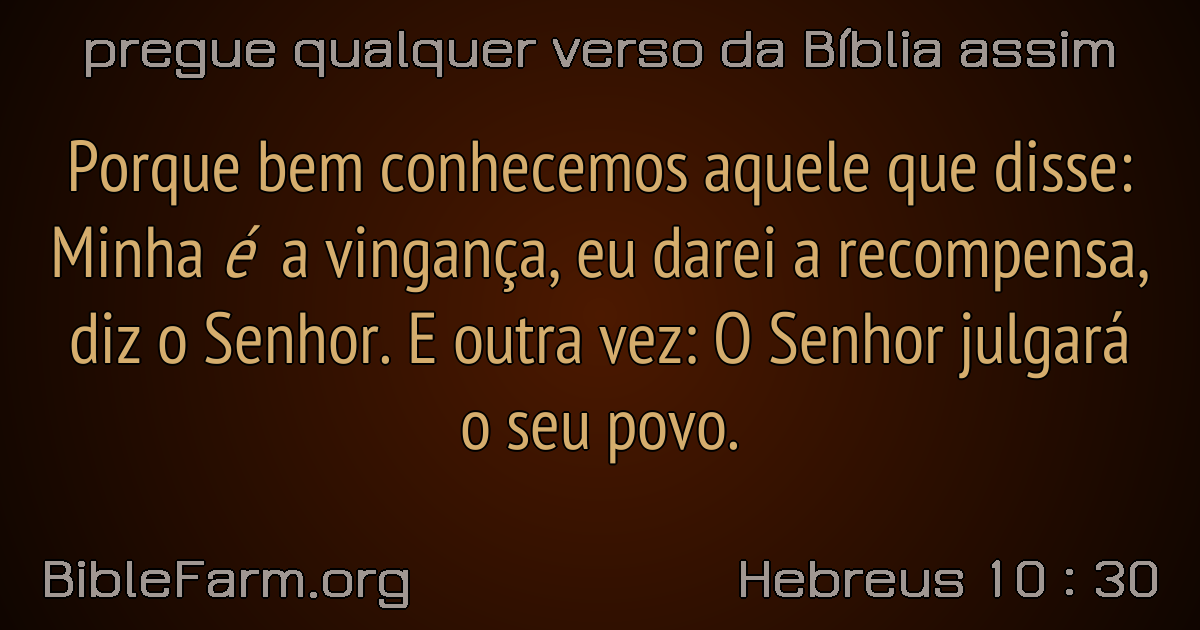 pregue qualquer verso da Bíblia assim
Porque bem conhecemos aquele que disse:
Minha é a vingança, eu darei a recompensa,
diz o Senhor. E outra vez: O Senhor julgará
o seu povo.
BibleFarm.org
Hebreus 10 : 30